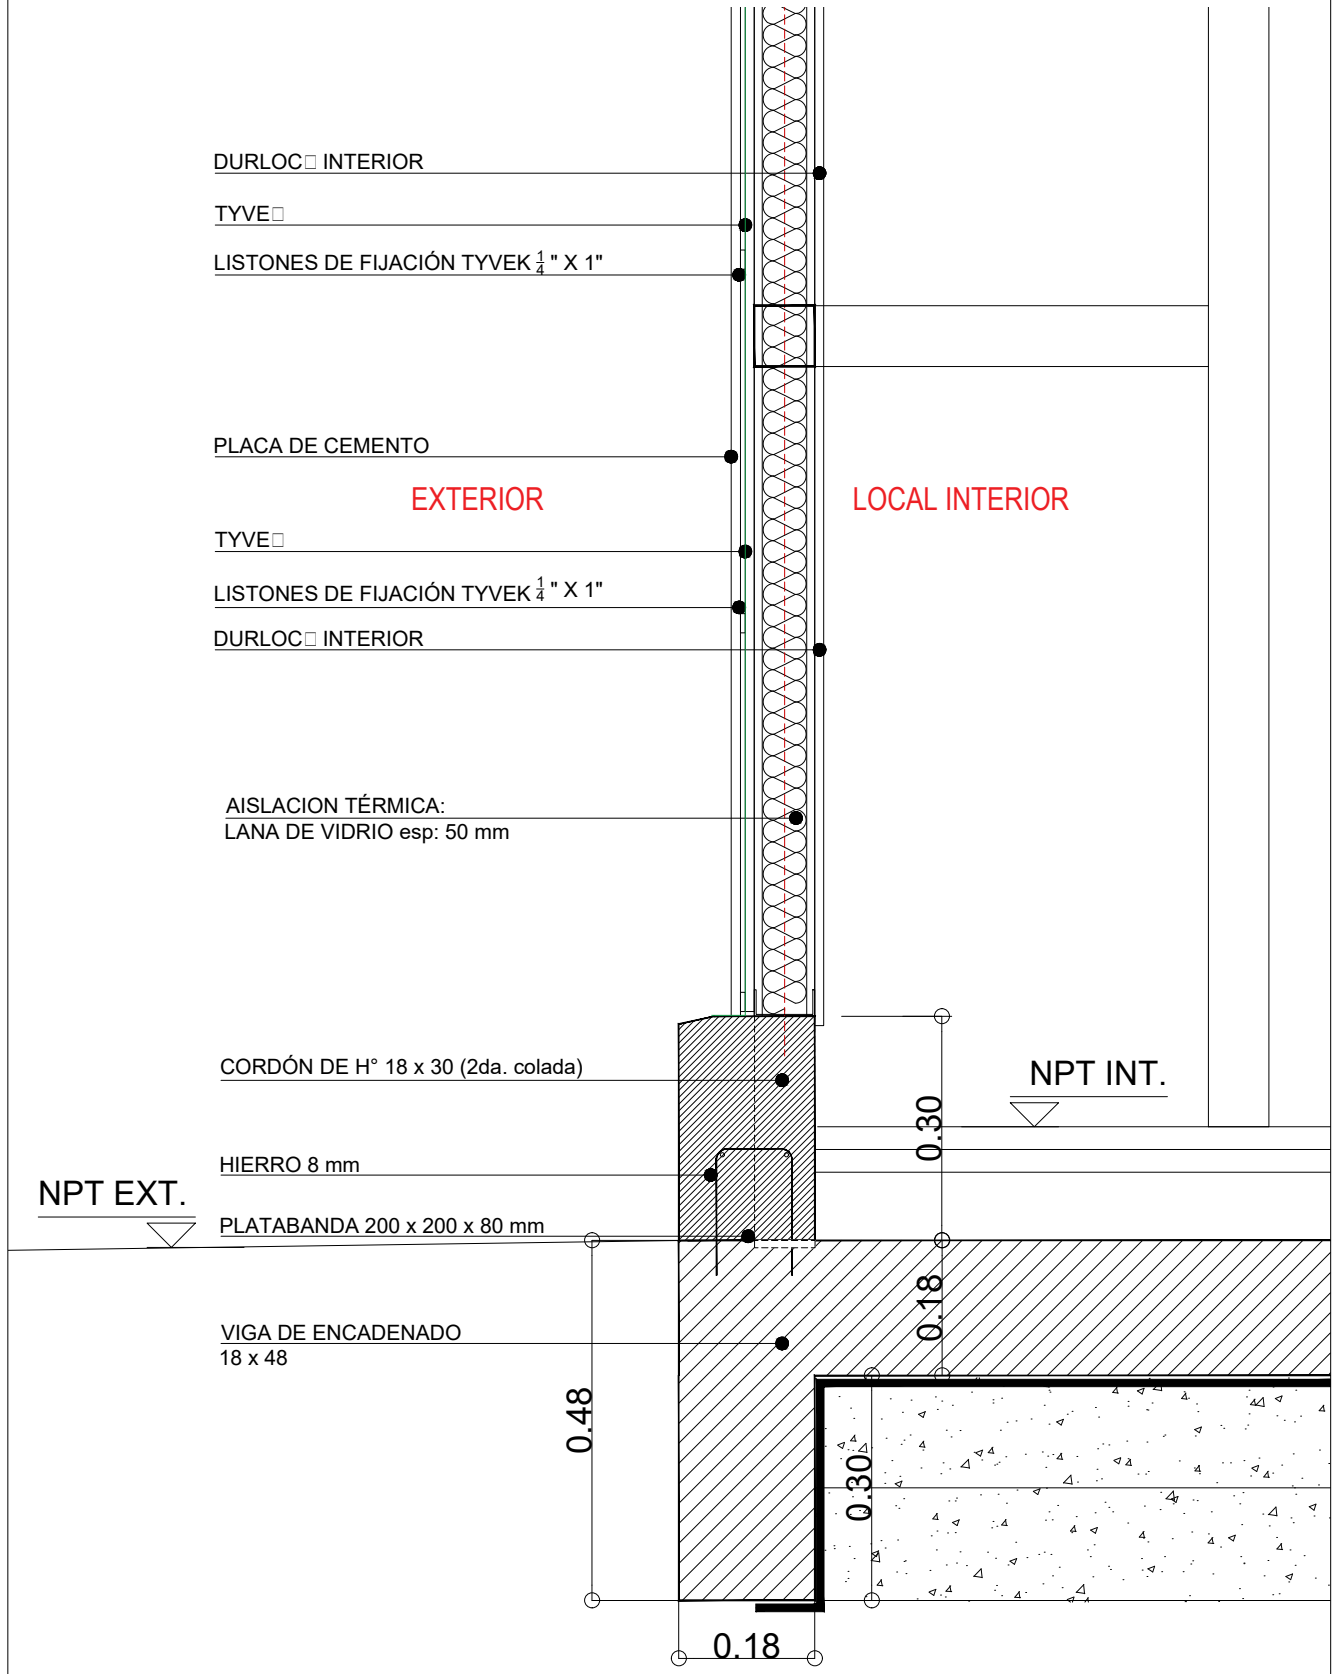 DURLOC□ INTERIOR
TYVE□
LISTONES DE FIJACIÓN TYVEK 1/4" X 1"
PLACA DE CEMENTO
EXTERIOR
LOCAL INTERIOR
TYVE□
LISTONES DE FIJACIÓN TYVEK 1/4" X 1"
DURLOC□ INTERIOR
AISLACION TÉRMICA:
LANA DE VIDRIO esp: 50 mm
CORDÓN DE H° 18 x 30 (2da. colada)
NPT INT.
0.30
HIERRO 8 mm
NPT EXT.
PLATABANDA 200 x 200 x 80 mm
0.18
VIGA DE ENCADENADO
18 x 48
0.48
0.30
0.18